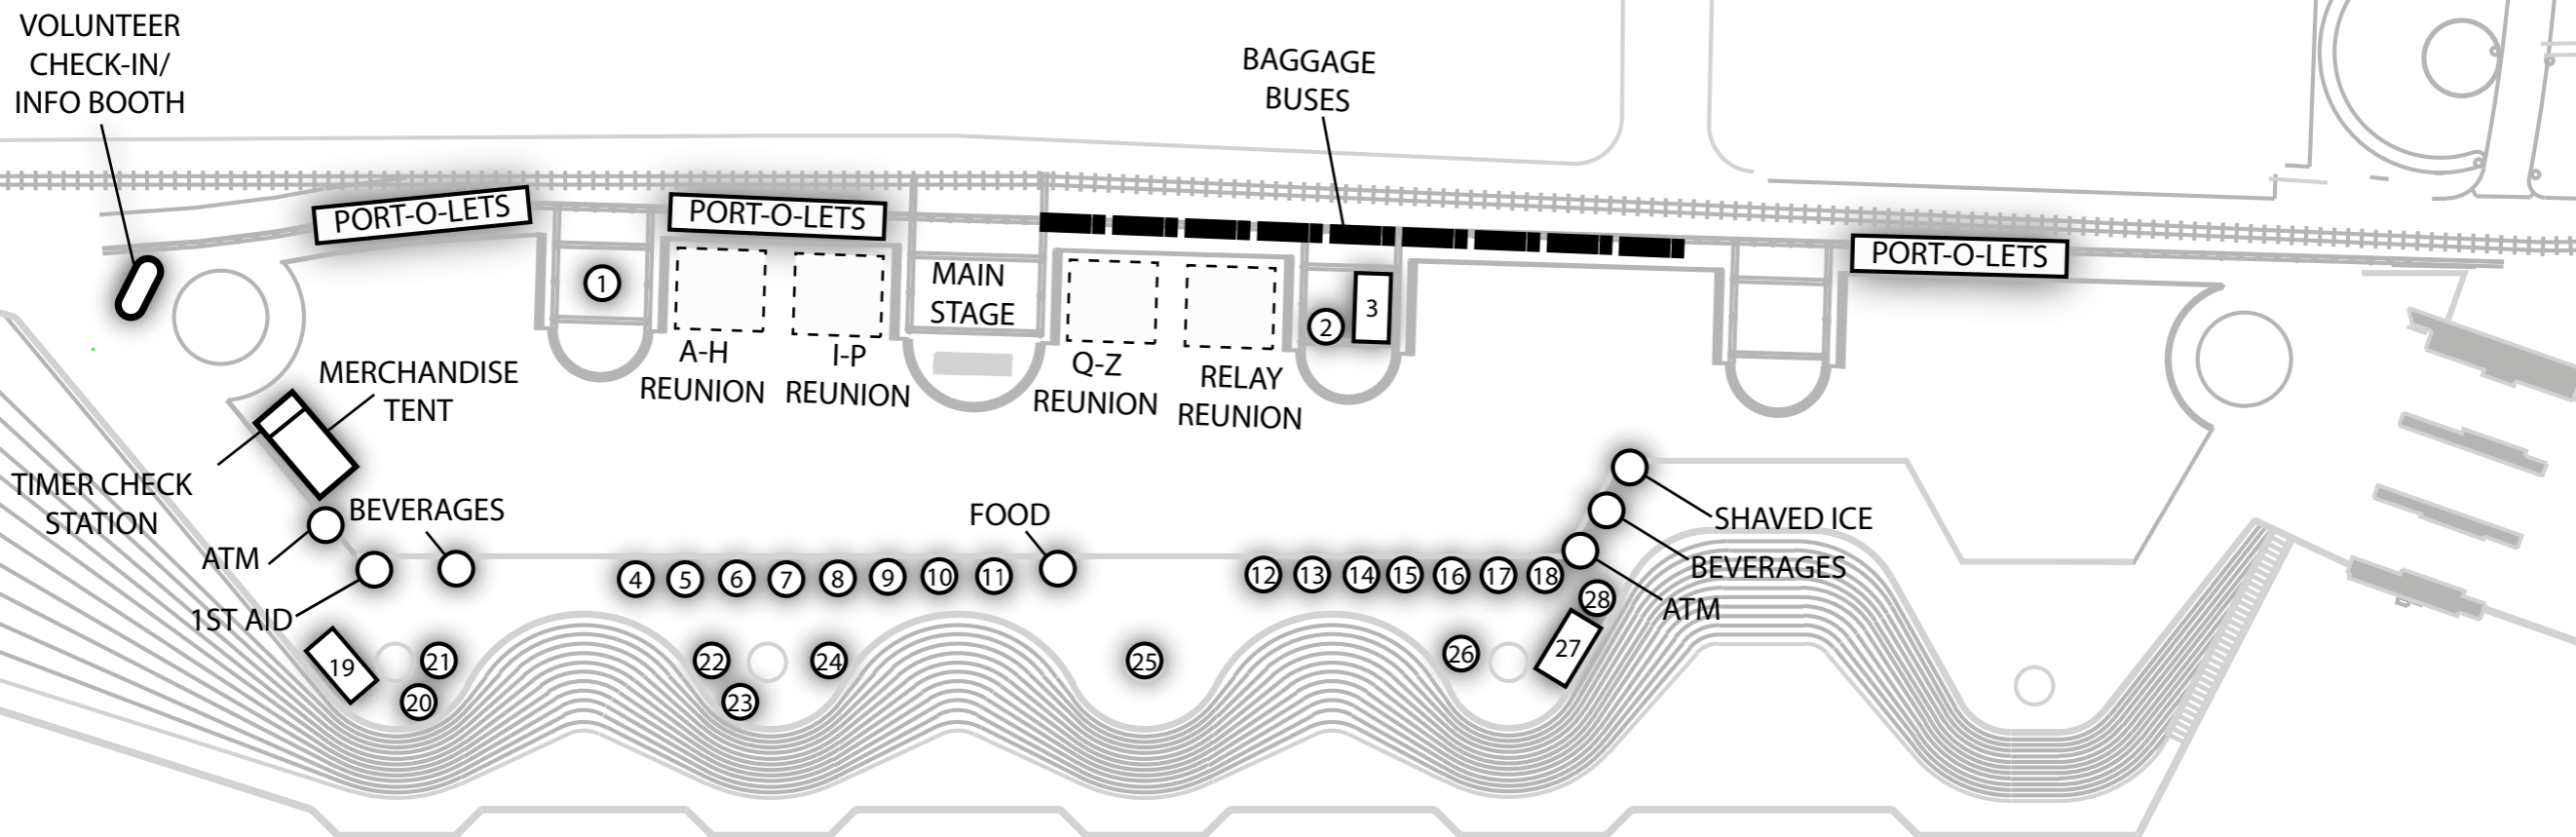 VOLUNTEER
CHECK-IN/
INFO BOOTH
BAGGAGE
BUSES
PORT-O-LETS
PORT-O-LETS
PORT-O-LETS
1
MAIN
STAGE
2
3
A-H
REUNION
I-P
REUNION
Q-Z
REUNION
RELAY
REUNION
MERCHANDISE
TENT
TIMER CHECK
STATION
ATM
BEVERAGES
1ST AID
FOOD
SHAVED ICE
BEVERAGES
ATM
4
5
6
7
8
9
10
11
12
13
14
15
16
17
18
28
19
21
20
22
24
23
25
26
27